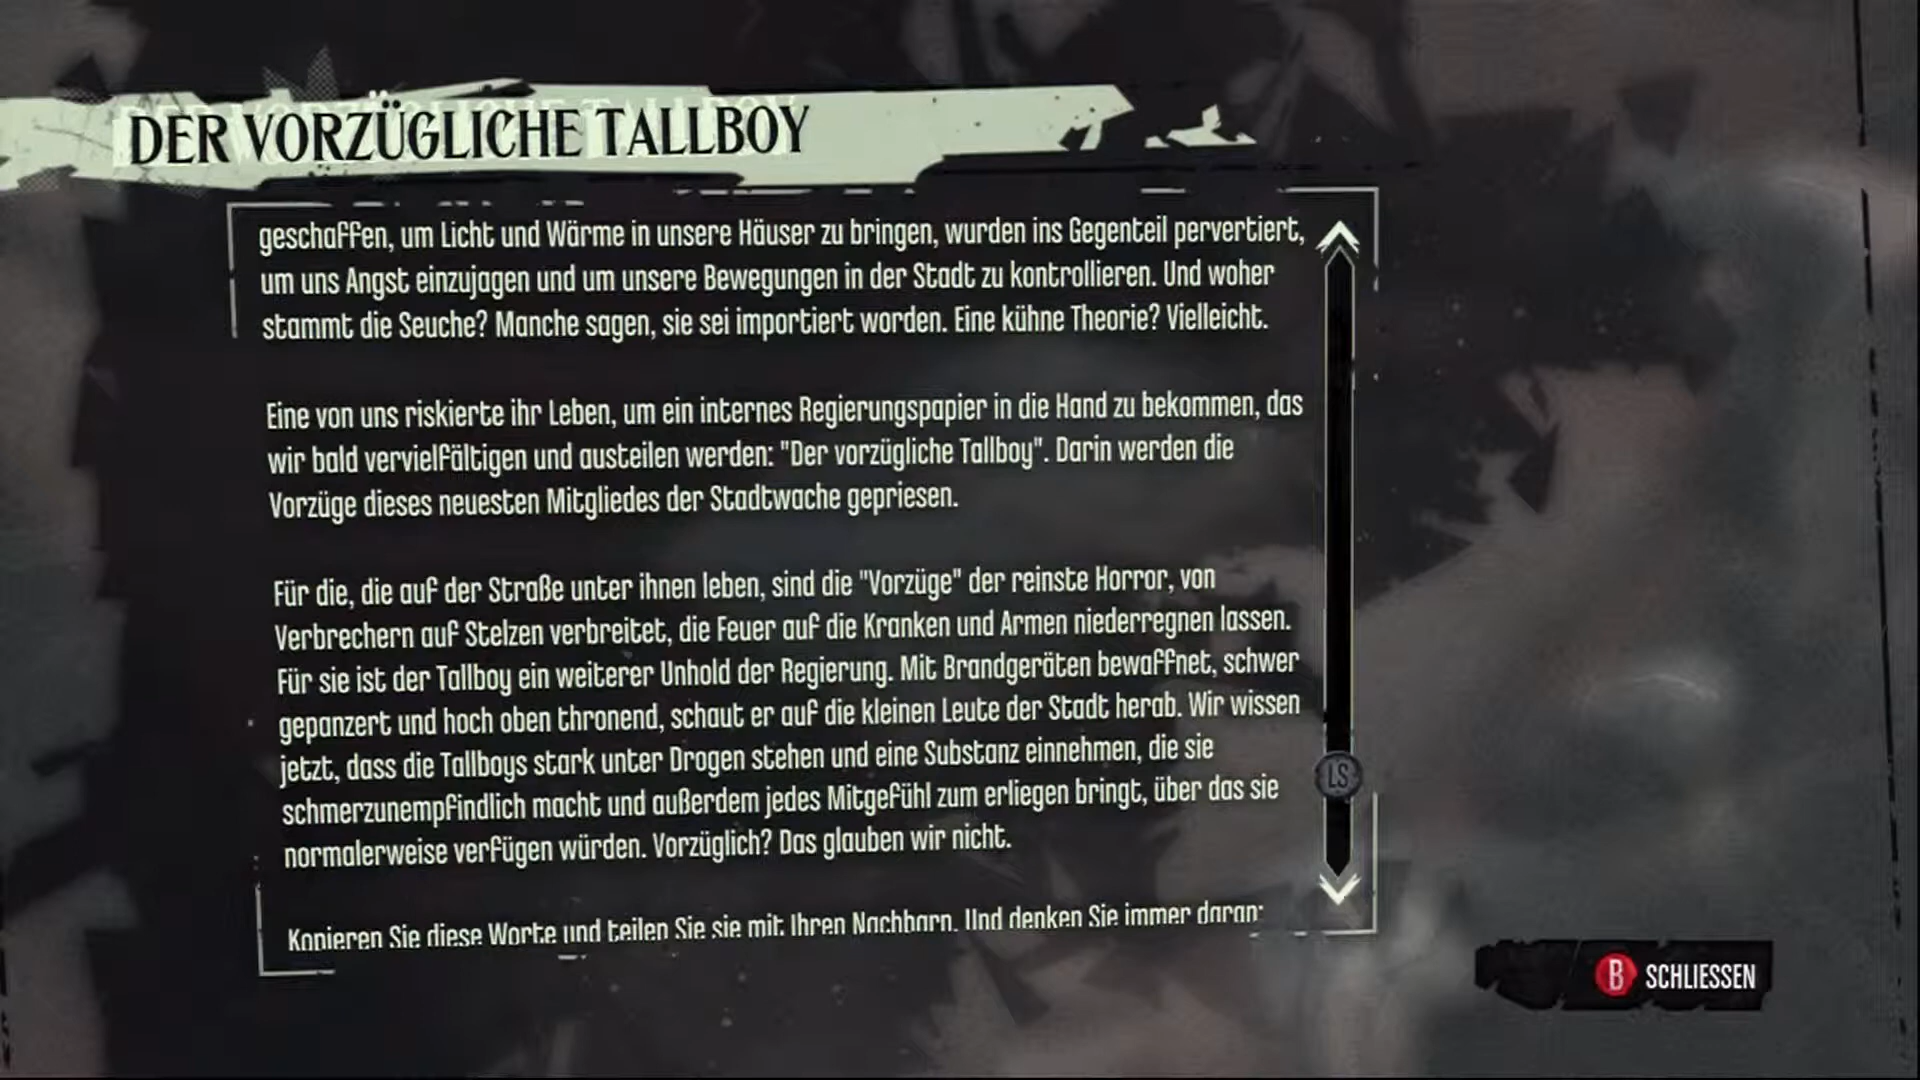 DER VORZÜGLICHE TALLBOY
geschaffen, um Licht und Wärme in unsere Häuser zu bringen, wurden ins Gegenteil pervertiert,
um uns Angst einzujagen und um unsere Bewegungen in der Stadt zu kontrollieren. Und woher
stammt die Seuche? Manche sagen, sie sei importiert worden. Eine kühne Theorie? Vielleicht.
Eine von uns riskierte ihr Leben, um ein internes Regierungspapier in die Hand zu bekommen, das
wir bald vervielfältigen und austeilen werden: "Der vorzügliche Tallboy". Darin werden die
Vorzüge dieses neuesten Mitgliedes der Stadtwache gepriesen.
Für die, die auf der Straße unter ihnen leben, sind die "Vorzüge" der reinste Horror, von
Verbrechern auf Stelzen verbreitet, die Feuer auf die Kranken und Armen niederregnen lassen.
Für sie ist der Tallboy ein weiterer Unhold der Regierung. Mit Brandgeräten bewaffnet, schwer
gepanzert und hoch oben thronend, schaut er auf die kleinen Leute der Stadt herab. Wir wissen
jetzt, dass die Tallboys stark unter Drogen stehen und eine Substanz einnehmen, die sie
schmerzunempfindlich macht und außerdem jedes Mitgefühl zum erliegen bringt, über das sie
normalerweise verfügen würden. Vorzüglich? Das glauben wir nicht.
Kopieren Sie diese Worte und teilen Sie sie mit Ihren Nachbarn. Und denken Sie immer daran:
LS
B SCHLIESSEN